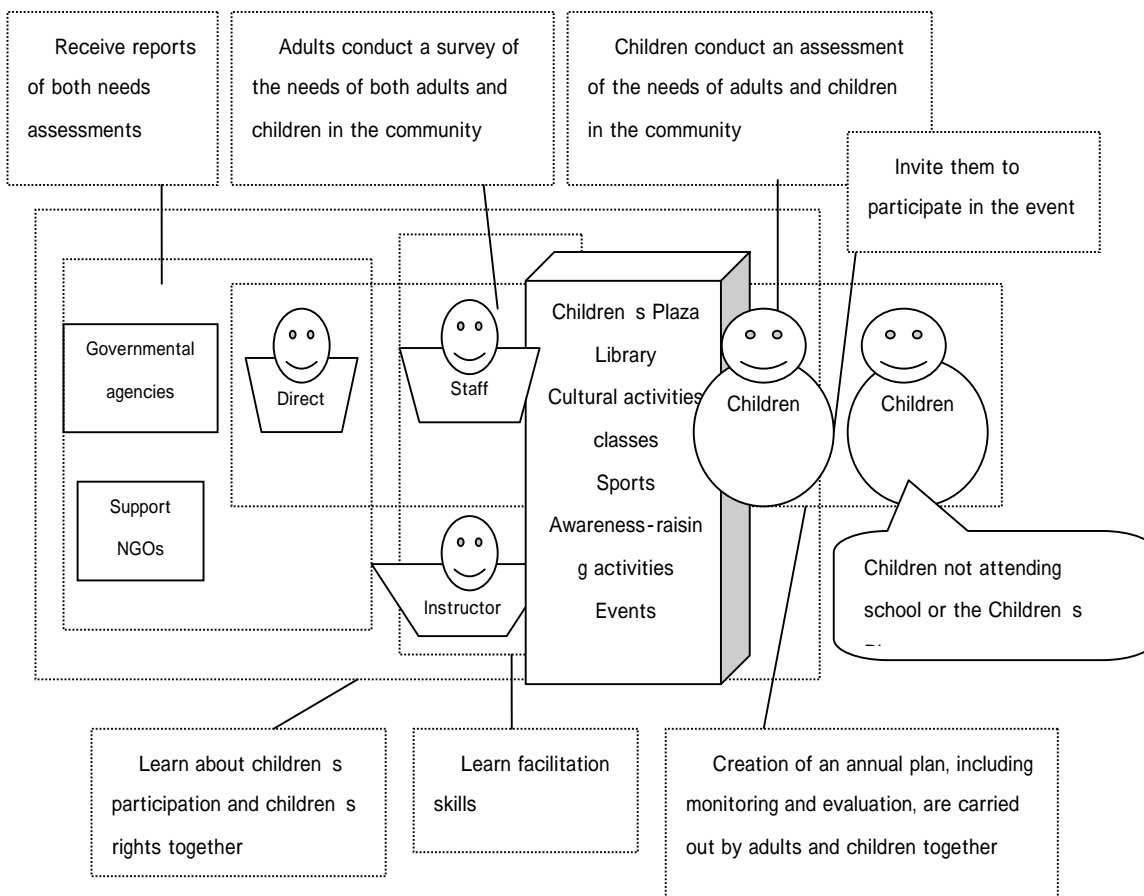 Receive reports
of both needs
assessments
Adults conduct a survey of
the needs of both adults and
children in the community
Children conduct an assessment
of the needs of adults and children
in the community
Invite them to
participate in the event
Governmental
agencies
Support
NGOs
Direct
Staff
Instructor
Children s Plaza
Library
Cultural activities
classes
Sports
Awareness-raisin
g activities
Events
Children
Children
Children not attending
school or the Children s
Learn about children s
participation and children s
rights together
Learn facilitation
skills
Creation of an annual plan, including
monitoring and evaluation, are carried
out by adults and children together